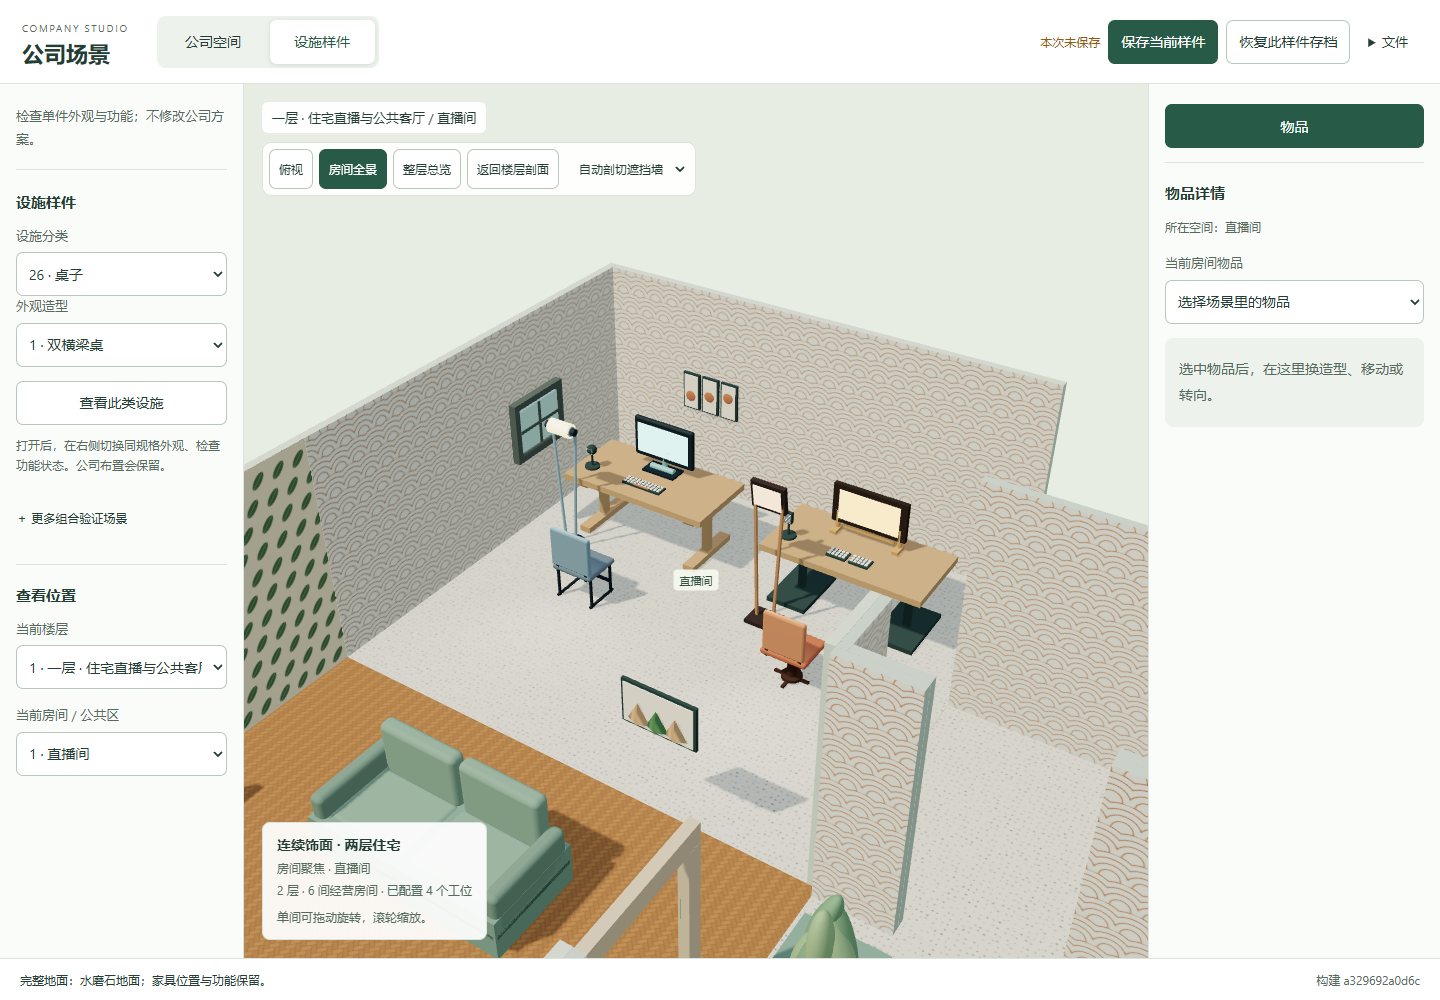 COMPANY STUDIO
公司场景
公司空间
设施样件
本次未保存
保存当前样件
恢复此样件存档
▶ 文件
检查单件外观与功能；不修改公司方
案。
设施样件
设施分类
26 · 桌子
外观造型
1 · 双横梁桌
查看此类设施
打开后，在右侧切换同规格外观、检查
功能状态。公司布置会保留。
+ 更多组合验证场景
查看位置
当前楼层
1 · 一层 · 住宅直播与公共客厅
当前房间 / 公共区
1 · 直播间
一层 · 住宅直播与公共客厅 / 直播间
俯视
房间全景
整层总览
返回楼层剖面
自动剖切遮挡墙
直播间
连续饰面 · 两层住宅
房间聚焦 · 直播间
2 层 · 6 间经营房间 · 已配置 4 个工位
单间可拖动旋转，滚轮缩放。
物品
物品详情
所在空间：直播间
当前房间物品
选择场景里的物品
选中物品后，在这里换造型、移动或
转向。
完整地面：水磨石地面；家具位置与功能保留。
构建 a329692a0d6c